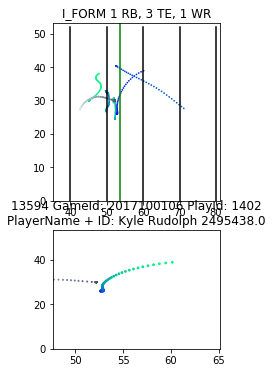 I_FORM 1 RB, 3 TE, 1 WR
50
40
30
20
10
0
40 50 60 70 80
13594 GameId: 2017100106 PlayId: 1402
PlayerName + ID: Kyle Rudolph 2495438.0
40
20
0
50 55 60 65